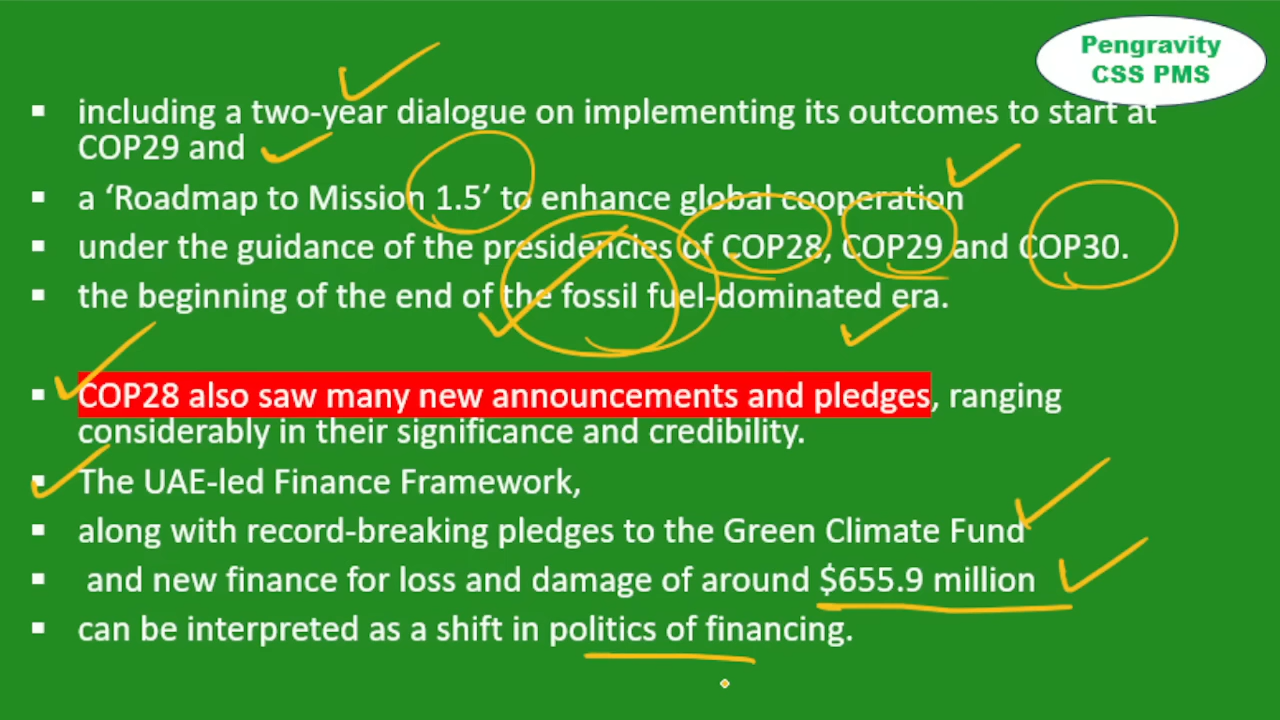 Pengravity
CSS PMS
▪ including a two-year dialogue on implementing its outcomes to start at
COP29 and
▪ a ‘Roadmap to Mission 1.5’ to enhance global cooperation
▪ under the guidance of the presidencies of COP28, COP29 and COP30.
▪ the beginning of the end of the fossil fuel-dominated era.
▪ COP28 also saw many new announcements and pledges, ranging
considerably in their significance and credibility.
▪ The UAE-led Finance Framework,
▪ along with record-breaking pledges to the Green Climate Fund
▪ and new finance for loss and damage of around $655.9 million
▪ can be interpreted as a shift in politics of financing.